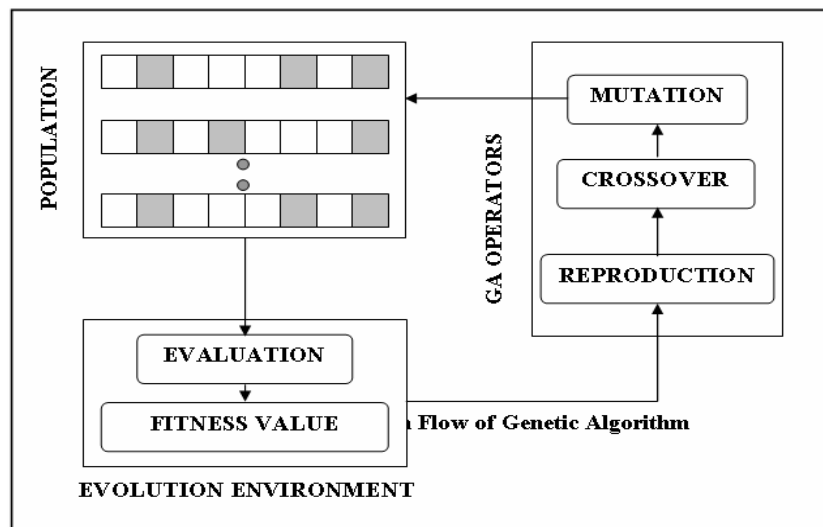 POPULATION
MUTATION
CROSSOVER
REPRODUCTION
GA OPERATORS
EVALUATION
FITNESS VALUE
Flow of Genetic Algorithm
EVOLUTION ENVIRONMENT